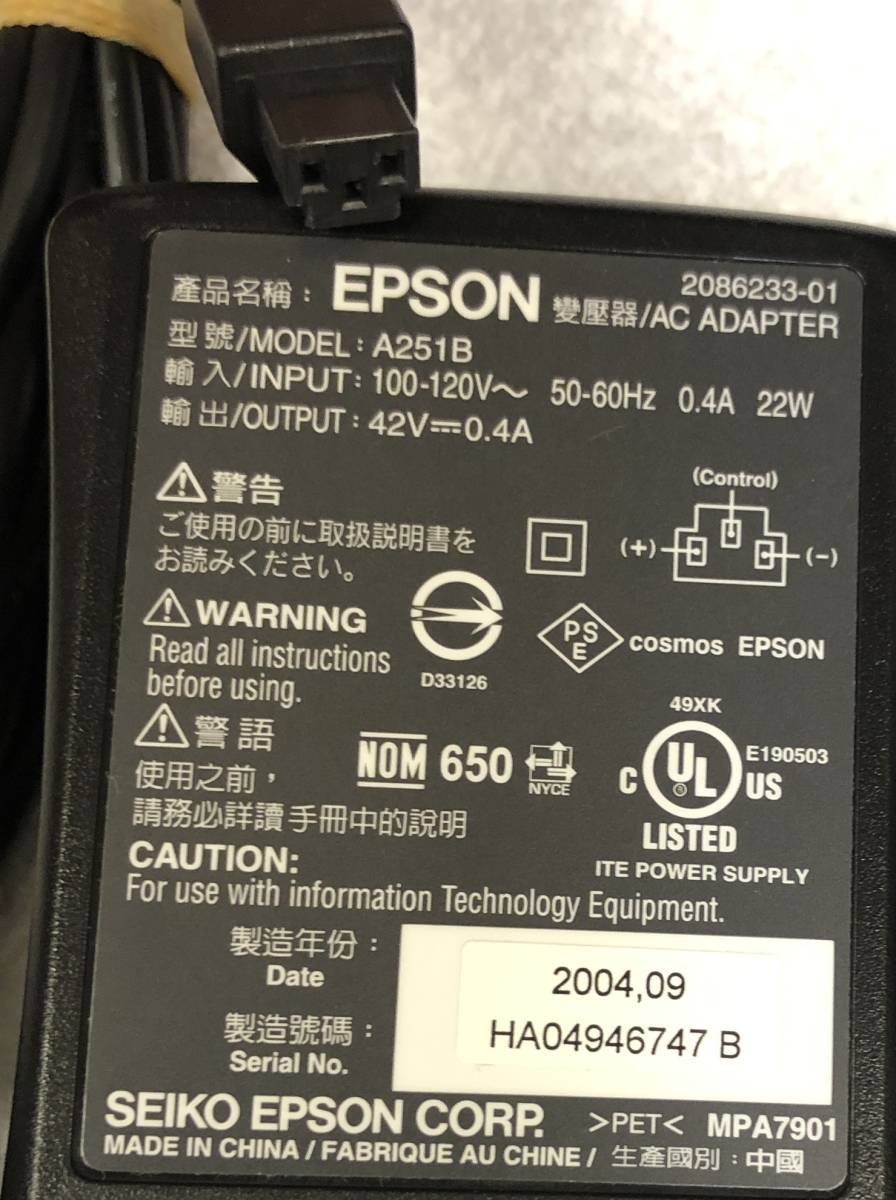 2086233-01
產品名稱：EPSON 變壓器/AC ADAPTER
型號/MODEL：A251B
輸入/INPUT：100-120V～ 50-60Hz 0.4A 22W
輸出/OUTPUT：42V⎓0.4A
⚠警告
ご使用の前に取扱説明書を
お読みください。
(Control)
(+) (-)
⚠WARNING
Read all instructions
before using.
D33126
PS
E
cosmos EPSON
⚠警語
使用之前，
請務必詳讀手冊中的說明
NOM 650
NYCE
49XK
C UL® US
E190503
LISTED
ITE POWER SUPPLY
CAUTION:
For use with information Technology Equipment.
製造年份：
Date
2004,09
製造號碼：
Serial No.
HA04946747 B
SEIKO EPSON CORP. >PET< MPA7901
MADE IN CHINA / FABRIQUE AU CHINE / 生產國別：中國